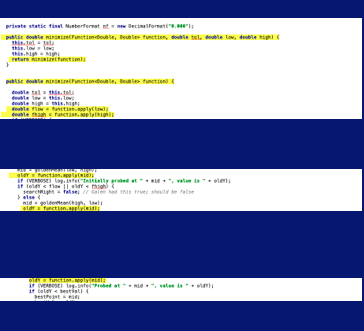 private static final NumberFormat nf = new DecimalFormat("0.000");
public double minimize(Function<Double, Double> function, double tol, double low, double high) {
this.tol = tol;
this.low = low;
this.high = high;
return minimize(function);
}
public double minimize(Function<Double, Double> function) {
double tol = this.tol;
double low = this.low;
double high = this.high;
double flow = function.apply(low);
double fhigh = function.apply(high);
mid = goldenMean(low, high);
oldY = function.apply(mid);
if (VERBOSE) log.info("Initially probed at " + mid + ", value is " + oldY);
if (oldY < flow || oldY < fhigh) {
searchRight = false; // Galen had this true; should be false
} else {
mid = goldenMean(high, low);
oldY = function.apply(mid);
oldY = function.apply(mid);
if (VERBOSE) log.info("Probed at " + mid + ", value is " + oldY);
if (oldY < bestVal) {
bestPoint = mid;